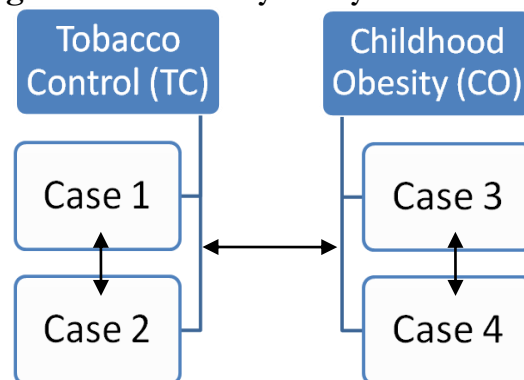 Tobacco
Control (TC)
Childhood
Obesity (CO)
Case 1
Case 3
Case 2
Case 4